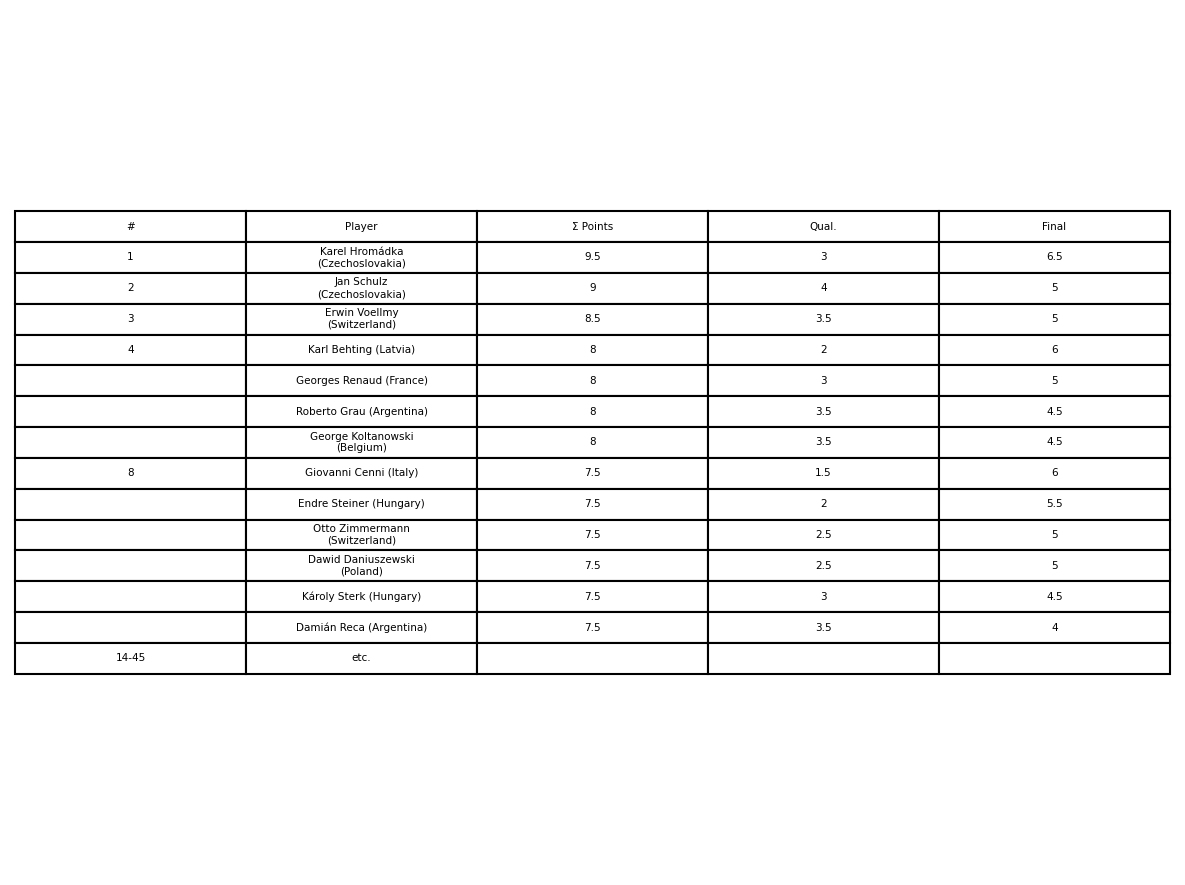 # Player Σ Points Qual. Final
1 Karel Hromádka 9.5 3 6.5
(Czechoslovakia)
2 Jan Schulz 9 4 5
(Czechoslovakia)
3 Erwin Voellmy 8.5 3.5 5
(Switzerland)
4 Karl Behting (Latvia) 8 2 6
Georges Renaud (France) 8 3 5
Roberto Grau (Argentina) 8 3.5 4.5
George Koltanowski 8 3.5 4.5
(Belgium)
8 Giovanni Cenni (Italy) 7.5 1.5 6
Endre Steiner (Hungary) 7.5 2 5.5
Otto Zimmermann 7.5 2.5 5
(Switzerland)
Dawid Daniuszewski 7.5 2.5 5
(Poland)
Károly Sterk (Hungary) 7.5 3 4.5
Damián Reca (Argentina) 7.5 3.5 4
14-45 etc.